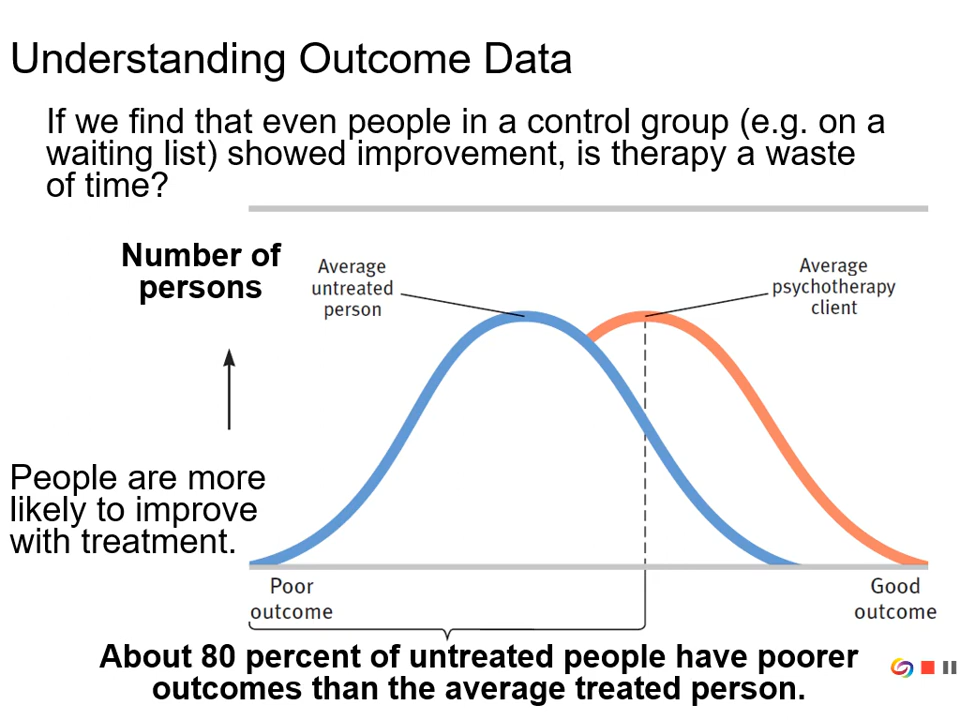 Understanding Outcome Data
If we find that even people in a control group (e.g. on a
waiting list) showed improvement, is therapy a waste
of time?
Number of
persons
Average
untreated
person
Average
psychotherapy
client
People are more
likely to improve
with treatment.
Poor
outcome
Good
outcome
About 80 percent of untreated people have poorer
outcomes than the average treated person.